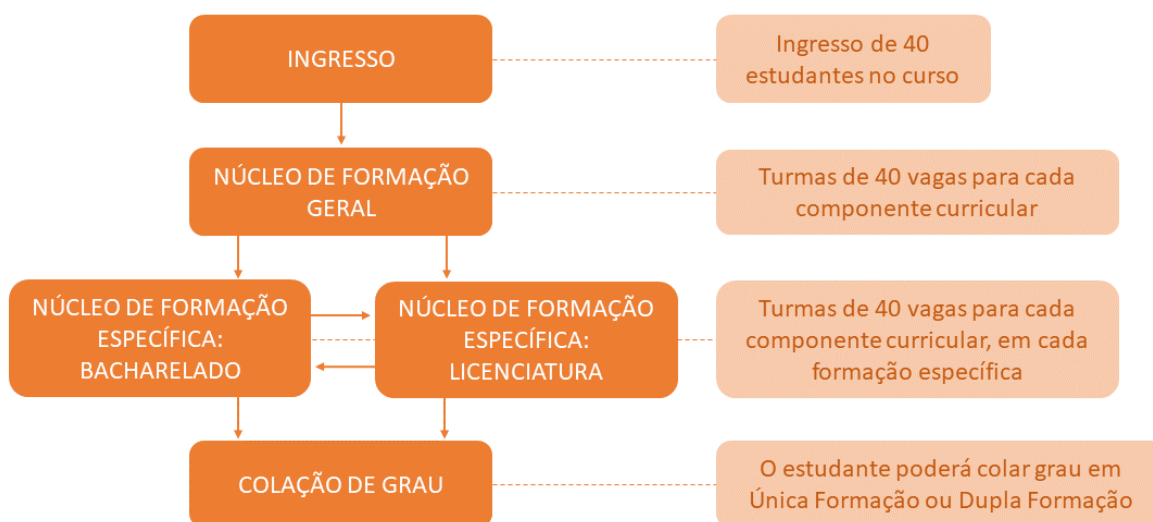 INGRESSO
Ingresso de 40
estudantes no curso
NÚCLEO DE FORMAÇÃO
GERAL
Turmas de 40 vagas para cada
componente curricular
NÚCLEO DE FORMAÇÃO
ESPECÍFICA:
BACHARELADO
NÚCLEO DE FORMAÇÃO
ESPECÍFICA:
LICENCIATURA
Turmas de 40 vagas para cada
componente curricular, em cada
formação específica
COLAÇÃO DE GRAU
O estudante poderá colar grau em
Única Formação ou Dupla Formação